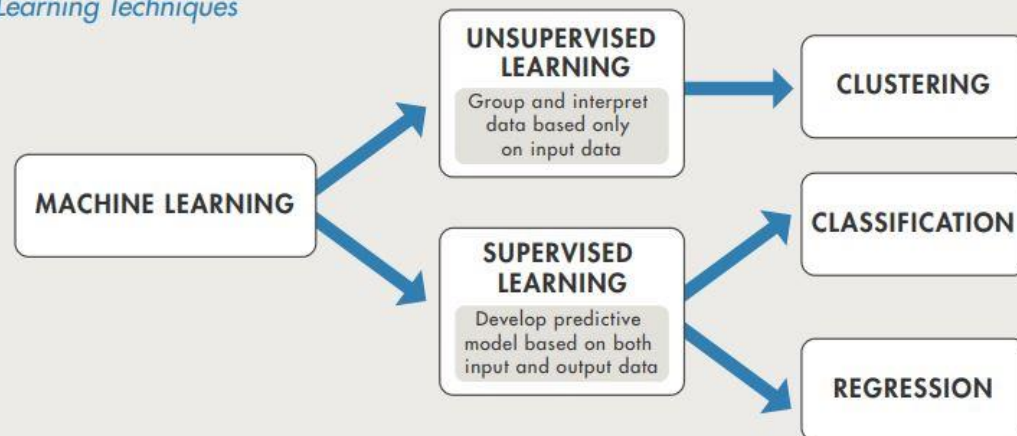 Learning Techniques
UNSUPERVISED
LEARNING
Group and interpret
data based only
on input data
CLUSTERING
MACHINE LEARNING
CLASSIFICATION
SUPERVISED
LEARNING
Develop predictive
model based on both
input and output data
REGRESSION